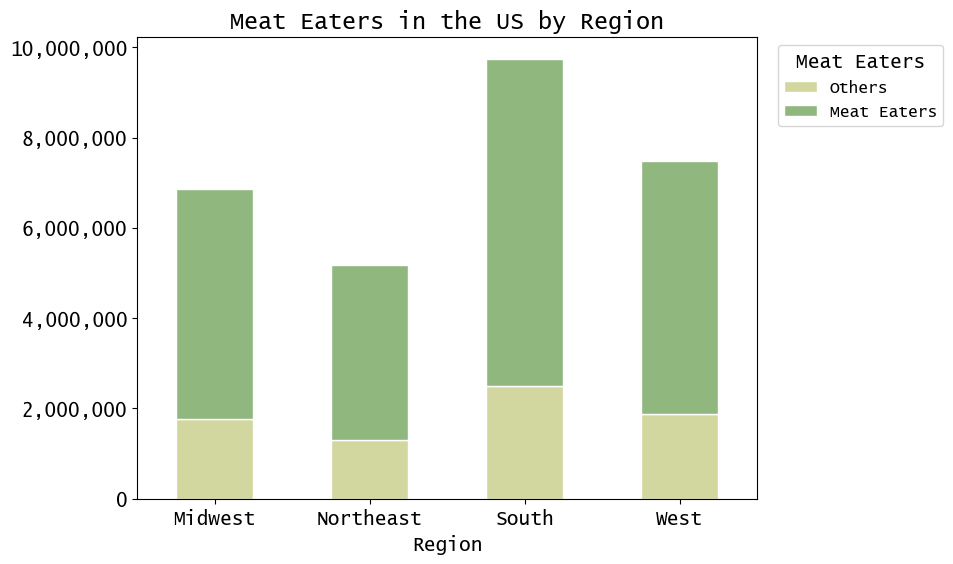 Meat Eaters in the US by Region
10,000,000
8,000,000
6,000,000
4,000,000
2,000,000
0
Midwest
Northeast
South
West
Region
Meat Eaters
Others
Meat Eaters